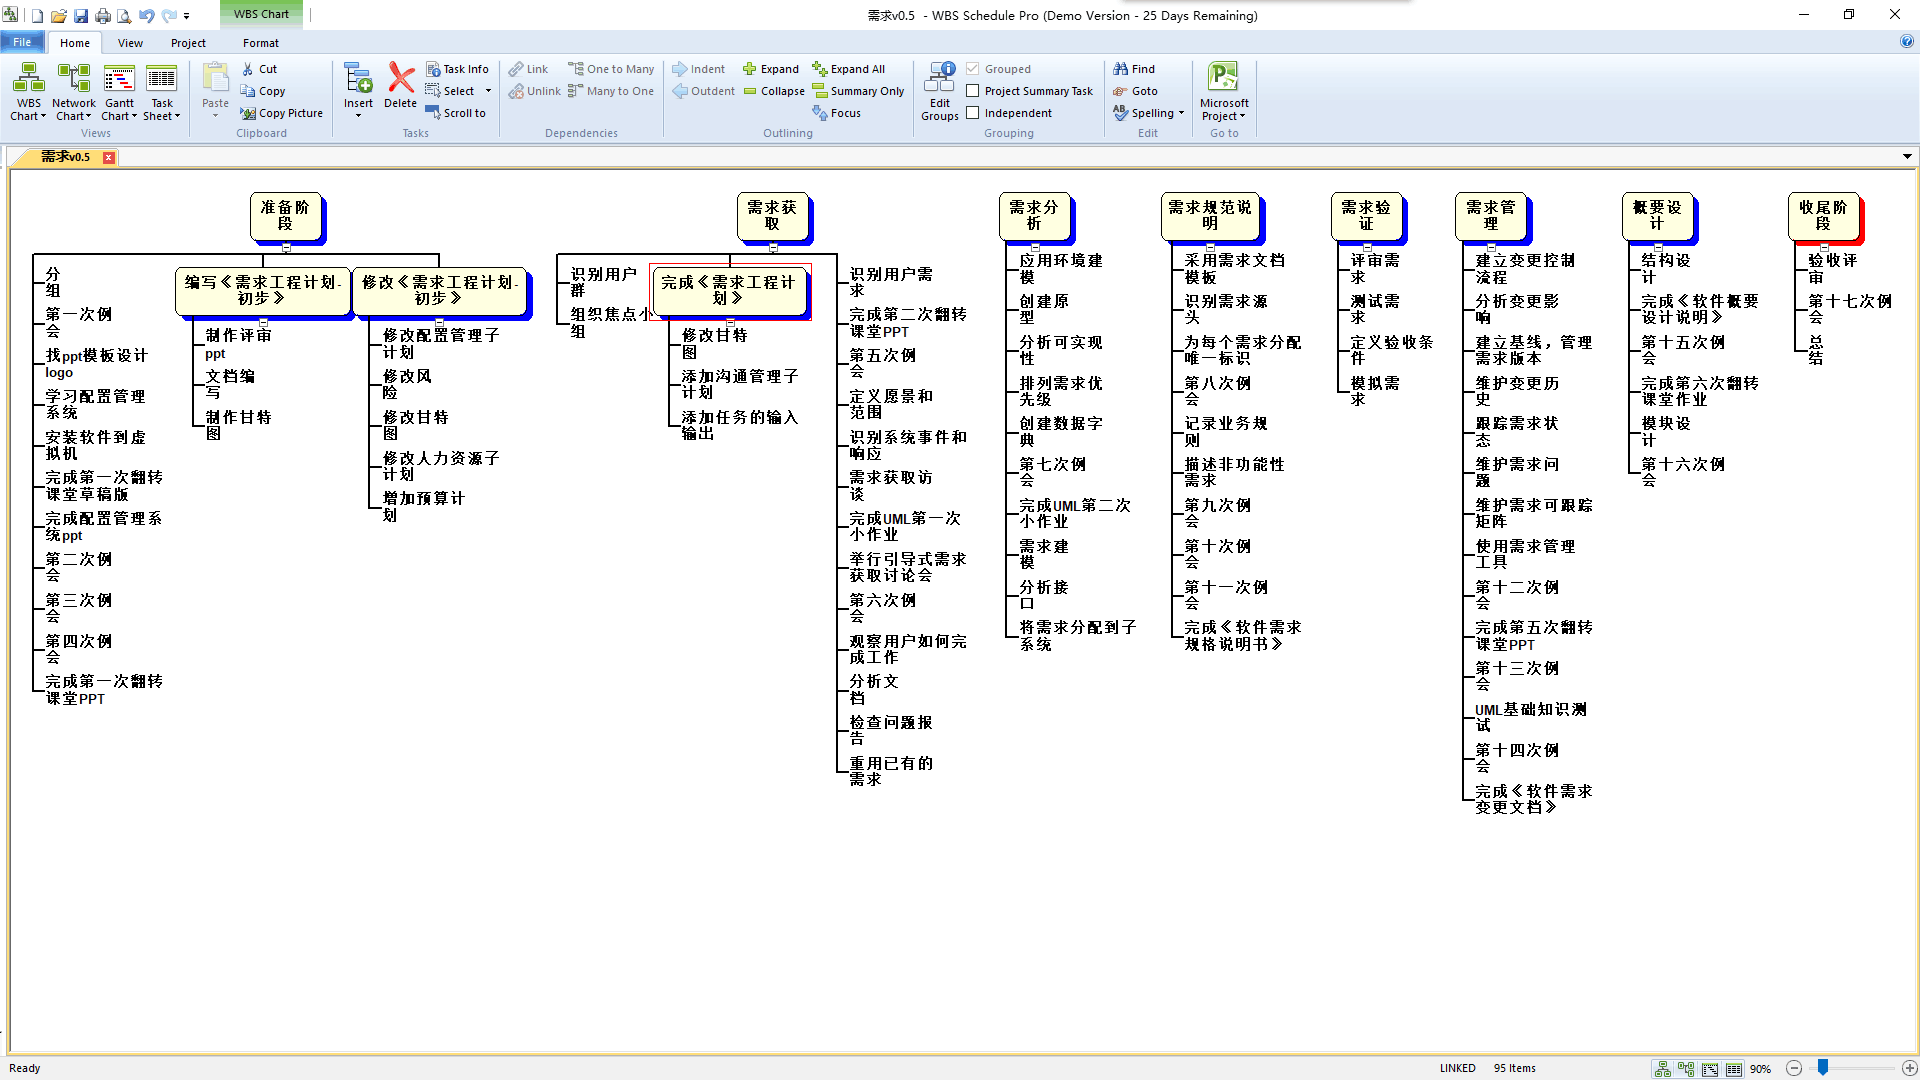 WBS Chart
需求v0.5 - WBS Schedule Pro (Demo Version - 25 Days Remaining)
File
Home
View
Project
Format
WBS
Chart
Network
Chart
Gantt
Chart
Task
Sheet
Views
Paste
Cut
Copy
Copy Picture
Clipboard
Insert
Delete
Task Info
Select
Scroll to
Tasks
Link
Unlink
One to Many
Many to One
Dependencies
Indent
Outdent
Expand
Collapse
Expand All
Summary Only
Focus
Outlining
Edit
Groups
Grouped
Project Summary Task
Independent
Grouping
Find
Goto
Spelling
Edit
Microsoft
Project
Go to
需求v0.5
准备阶
段
分
组
第一次例
会
找ppt模板设计
logo
学习配置管理
系统
安装软件到虚
拟机
完成第一次翻转
课堂草稿版
完成配置管理系
统ppt
第二次例
会
第三次例
会
第四次例
会
完成第一次翻转
课堂PPT
编写《需求工程计划-
初步》
制作评审
ppt
文档编
写
制作甘特
图
修改《需求工程计划-
初步》
修改配置管理子
计划
修改风
险
修改甘特
图
修改人力资源子
计划
增加预算计
划
需求获
取
识别用户
群
组织焦点小
组
完成《需求工程计
划》
修改甘特
图
添加沟通管理子
计划
添加任务的输入
输出
识别用户需
求
完成第二次翻转
课堂PPT
第五次例
会
定义愿景和
范围
识别系统事件和
响应
需求获取访
谈
完成UML第一次
小作业
举行引导式需求
获取讨论会
第六次例
会
观察用户如何完
成工作
分析文
档
检查问题报
告
重用已有的
需求
需求分
析
应用环境建
模
创建原
型
分析可实现
性
排列需求优
先级
创建数据字
典
第七次例
会
完成UML第二次
小作业
需求建
模
分析接
口
将需求分配到子
系统
需求规范说
明
采用需求文档
模板
识别需求源
头
为每个需求分配
唯一标识
第八次例
会
记录业务规
则
描述非功能性
需求
第九次例
会
第十次例
会
第十一次例
会
完成《软件需求
规格说明书》
需求验
证
评审需
求
测试需
求
定义验收条
件
模拟需
求
需求管
理
建立变更控制
流程
分析变更影
响
建立基线，管理
需求版本
维护变更历
史
跟踪需求状
态
维护需求问
题
维护需求可跟踪
矩阵
使用需求管理
工具
第十二次例
会
完成第五次翻转
课堂PPT
第十三次例
会
UML基础知识测
试
第十四次例
会
完成《软件需求
变更文档》
概要设
计
结构设
计
完成《软件概要
设计说明》
第十五次例
会
完成第六次翻转
课堂作业
模块设
计
第十六次例
会
收尾阶
段
验收评
审
第十七次例
会
总
结
Ready
LINKED
95 Items
90%